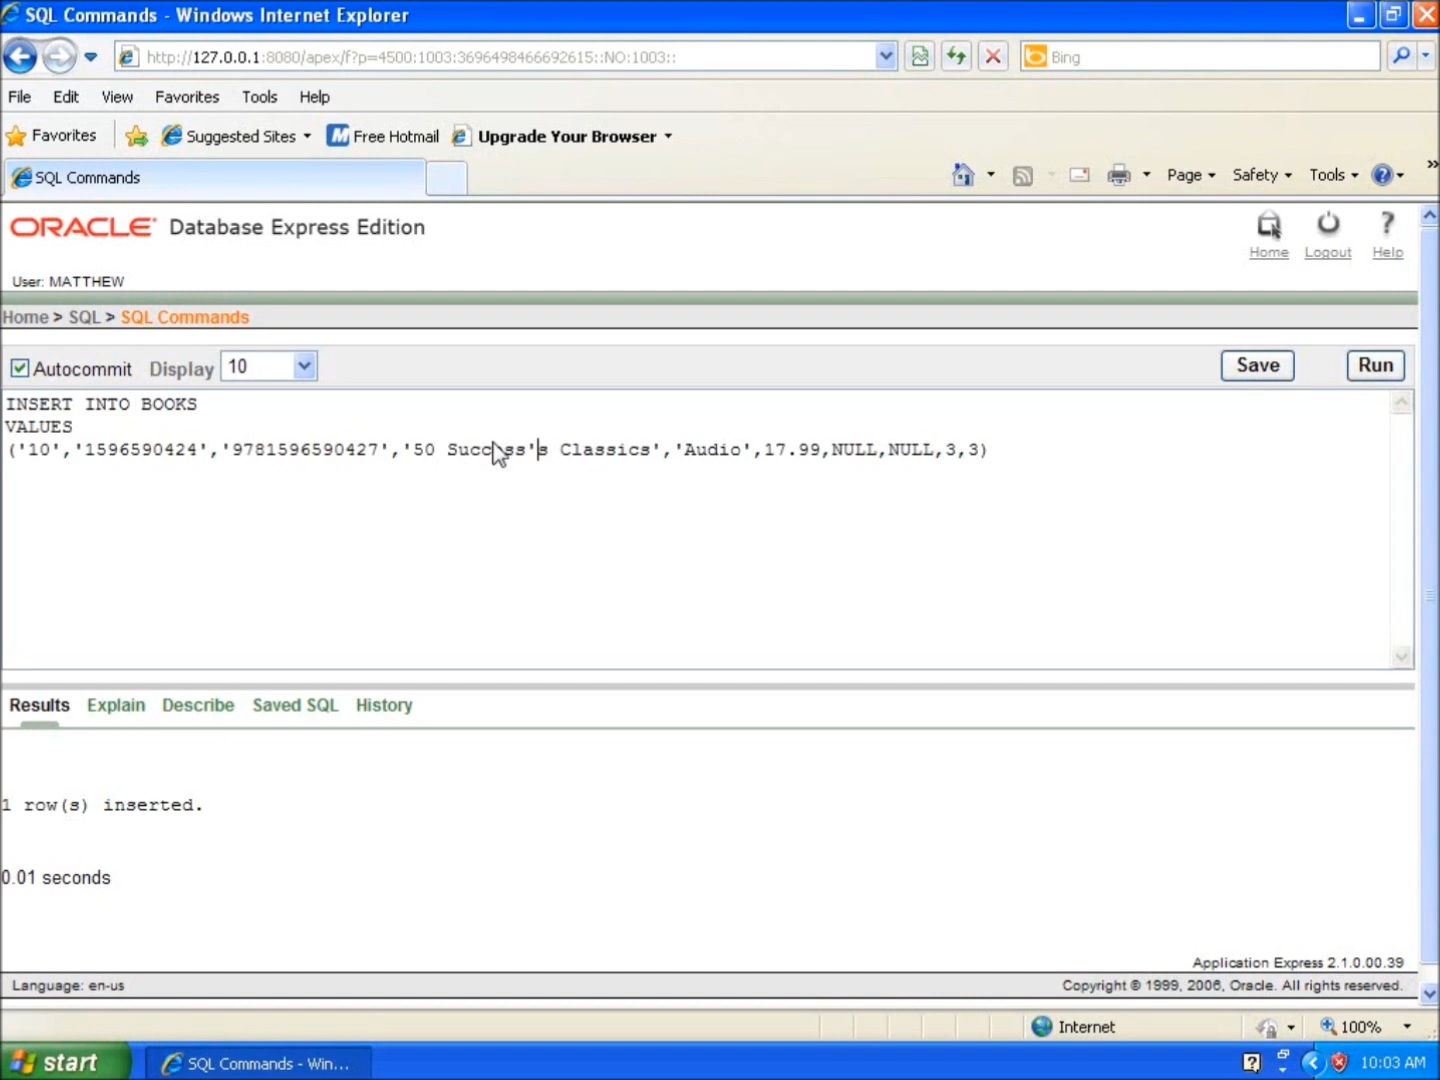 SQL Commands - Windows Internet Explorer
http://127.0.0.1:8080/apex/f?p=4500:1003:3696498466692615::NO:1003::
Bing
File Edit View Favorites Tools Help
Favorites Suggested Sites Free Hotmail Upgrade Your Browser
SQL Commands Page Safety Tools
ORACLE Database Express Edition
Home Logout Help
User: MATTHEW
Home > SQL > SQL Commands
Autocommit Display 10 Save Run
INSERT INTO BOOKS
VALUES
('10','1596590424','9781596590427','50 Success's Classics','Audio',17.99,NULL,NULL,3,3)
Results Explain Describe Saved SQL History
1 row(s) inserted.
0.01 seconds
Application Express 2.1.0.00.39
Language: en-us Copyright © 1999, 2006, Oracle. All rights reserved.
Internet 100%
start SQL Commands - Win... 10:03 AM